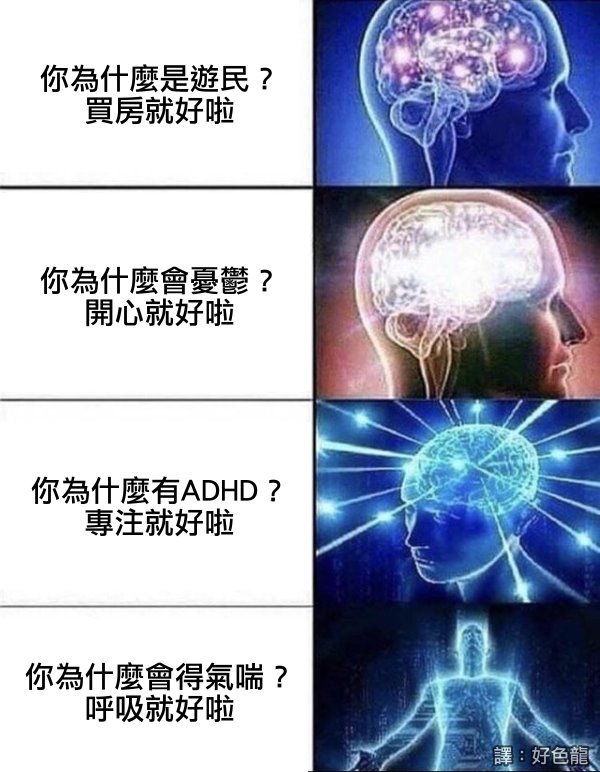 你為什麼是遊民？
買房就好啦
你為什麼會憂鬱？
開心就好啦
你為什麼有ADHD？
專注就好啦
你為什麼會得氣喘？
呼吸就好啦
譯：好色龍